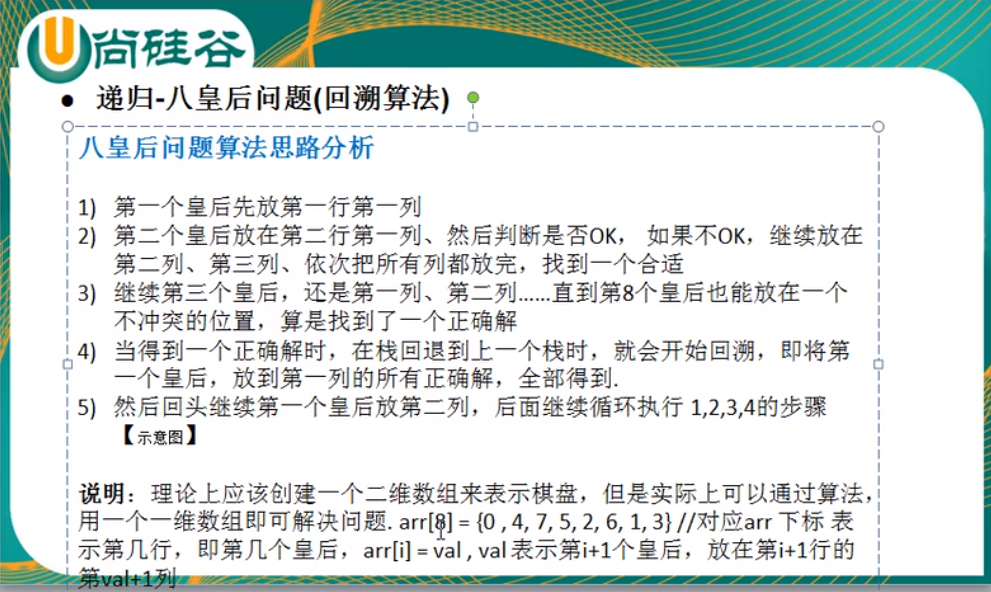 尚硅谷
● 递归-八皇后问题(回溯算法)
八皇后问题算法思路分析
1) 第一个皇后先放第一行第一列
2) 第二个皇后放在第二行第一列、然后判断是否OK， 如果不OK，继续放在
第二列、第三列、依次把所有列都放完，找到一个合适
3) 继续第三个皇后，还是第一列、第二列……直到第8个皇后也能放在一个
不冲突的位置，算是找到了一个正确解
4) 当得到一个正确解时，在栈回退到上一个栈时，就会开始回溯，即将第
一个皇后，放到第一列的所有正确解，全部得到.
5) 然后回头继续第一个皇后放第二列，后面继续循环执行 1,2,3,4的步骤
【示意图】
说明：理论上应该创建一个二维数组来表示棋盘，但是实际上可以通过算法，
用一个一维数组即可解决问题. arr[8] = {0 , 4, 7, 5, 2, 6, 1, 3} //对应arr 下标 表
示第几行，即第几个皇后，arr[i] = val , val 表示第i+1个皇后，放在第i+1行的
第val+1列